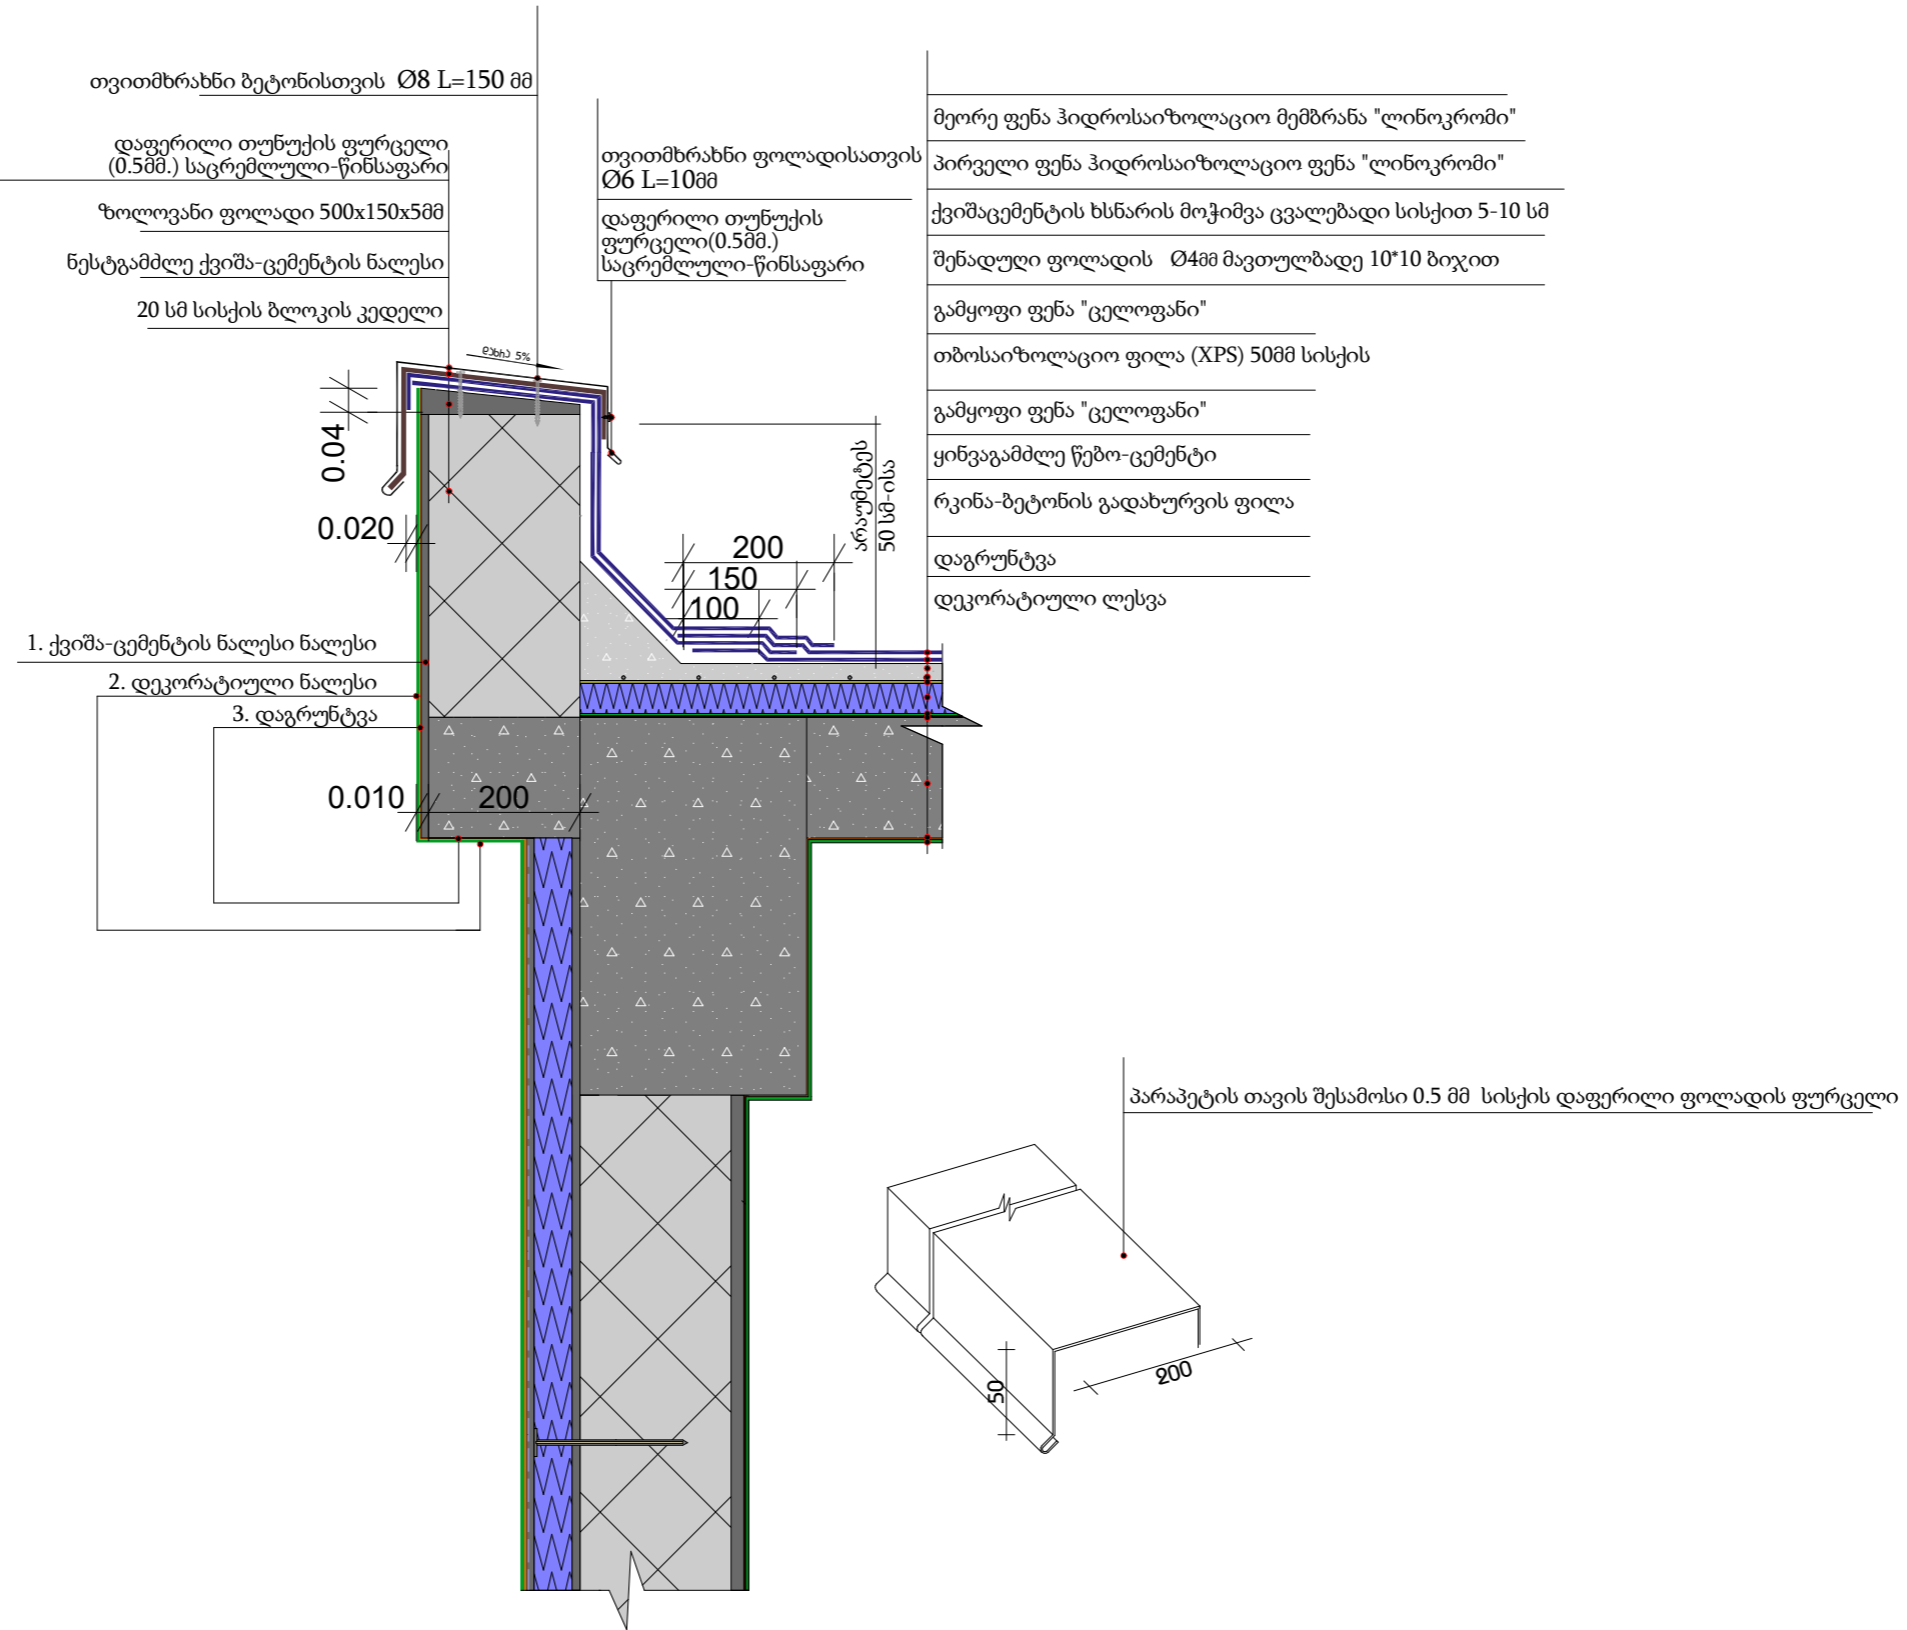 თვითმხრახნი ბეტონისთვის Ø8 L=150 მმ
დაფერილი თუნუქის ფურცელი
(0.5მმ.) საცრემლული-წინსაფარი
ზოლოვანი ფოლადი 500x150x5მმ
ნესტგამძლე ქვიშა-ცემენტის ნალესი
20 სმ სისქის ბლოკის კედელი
თვითმხრახნი ფოლადისათვის
Ø6 L=10მმ
დაფერილი თუნუქის
ფურცელი(0.5მმ.)
საცრემლული-წინსაფარი
მეორე ფენა ჰიდროსაიზოლაციო მემბრანა "ლინოკრომი"
პირველი ფენა ჰიდროსაიზოლაციო ფენა "ლინოკრომი"
ქვიშაცემენტის ხსნარის მოჭიმვა ცვალებადი სისქით 5-10 სმ
შენადუღი ფოლადის Ø4მმ მავთულბადე 10*10 ბიჯით
გამყოფი ფენა "ცელოფანი"
თბოსაიზოლაციო ფილა (XPS) 50მმ სისქის
გამყოფი ფენა "ცელოფანი"
ყინვაგამძლე წებო-ცემენტი
რკინა-ბეტონის გადახურვის ფილა
დაგრუნტვა
დეკორატიული ლესვა
ქანობი 5%
0.04
0.020
არაუმეტეს
50 სმ-ისა
200
150
100
1. ქვიშა-ცემენტის ნალესი ნალესი
2. დეკორატიული ნალესი
3. დაგრუნტვა
0.010
200
პარაპეტის თავის შესამოსი 0.5 მმ სისქის დაფერილი ფოლადის ფურცელი
50
200